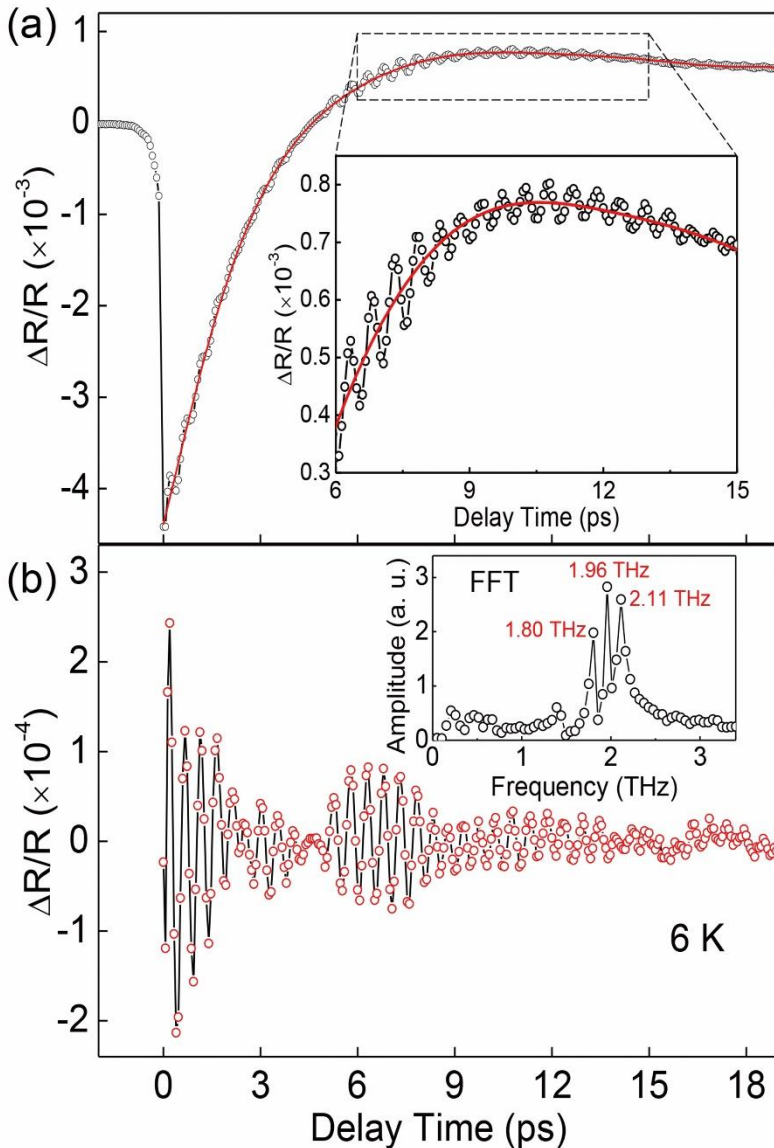 (a)
1
0
-1
-2
-3
-4
ΔR/R (×10⁻³)
0.8
0.7
0.6
0.5
0.4
0.3
ΔR/R (×10⁻³)
6 9 12 15
Delay Time (ps)
(b)
3
2
1
0
-1
-2
ΔR/R (×10⁻⁴)
FFT
1.96 THz
2.11 THz
1.80 THz
3
2
1
0
Amplitude (a. u.)
0 1 2 3
Frequency (THz)
6 K
0 3 6 9 12 15 18
Delay Time (ps)